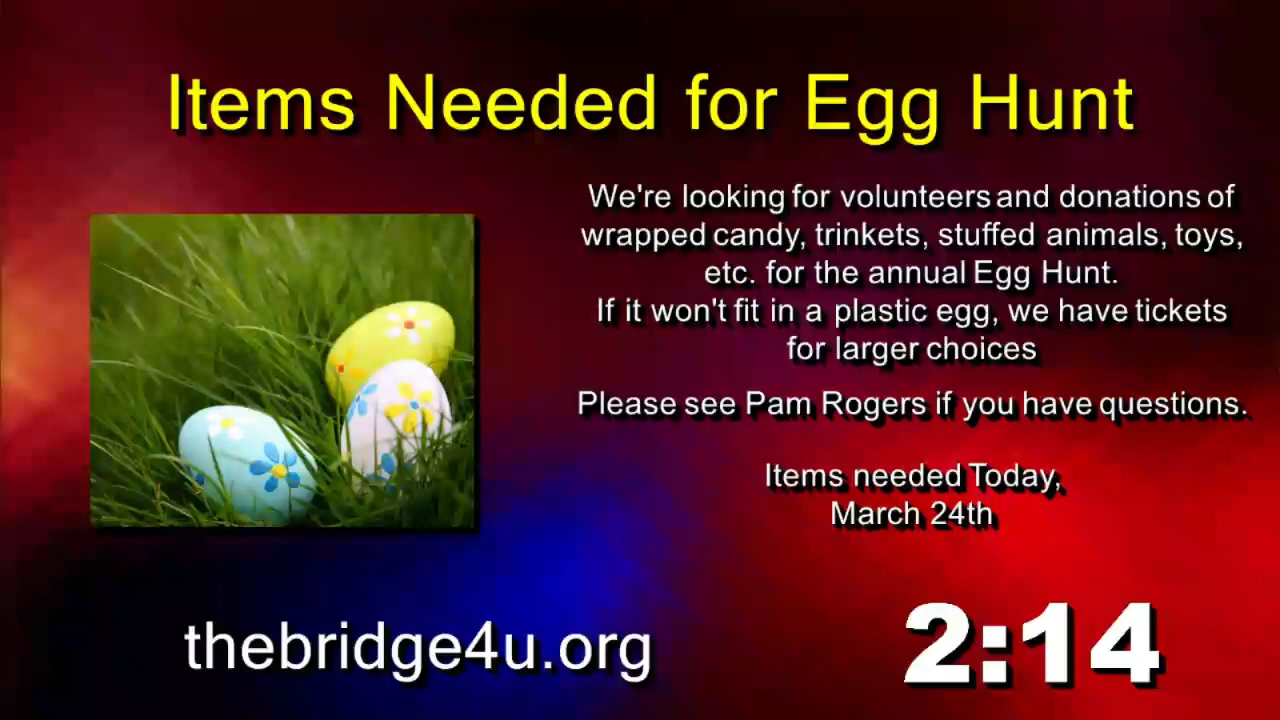 Items Needed for Egg Hunt
We're looking for volunteers and donations of
wrapped candy, trinkets, stuffed animals, toys,
etc. for the annual Egg Hunt.
If it won't fit in a plastic egg, we have tickets
for larger choices
Please see Pam Rogers if you have questions.
Items needed Today,
March 24th
thebridge4u.org
2:14